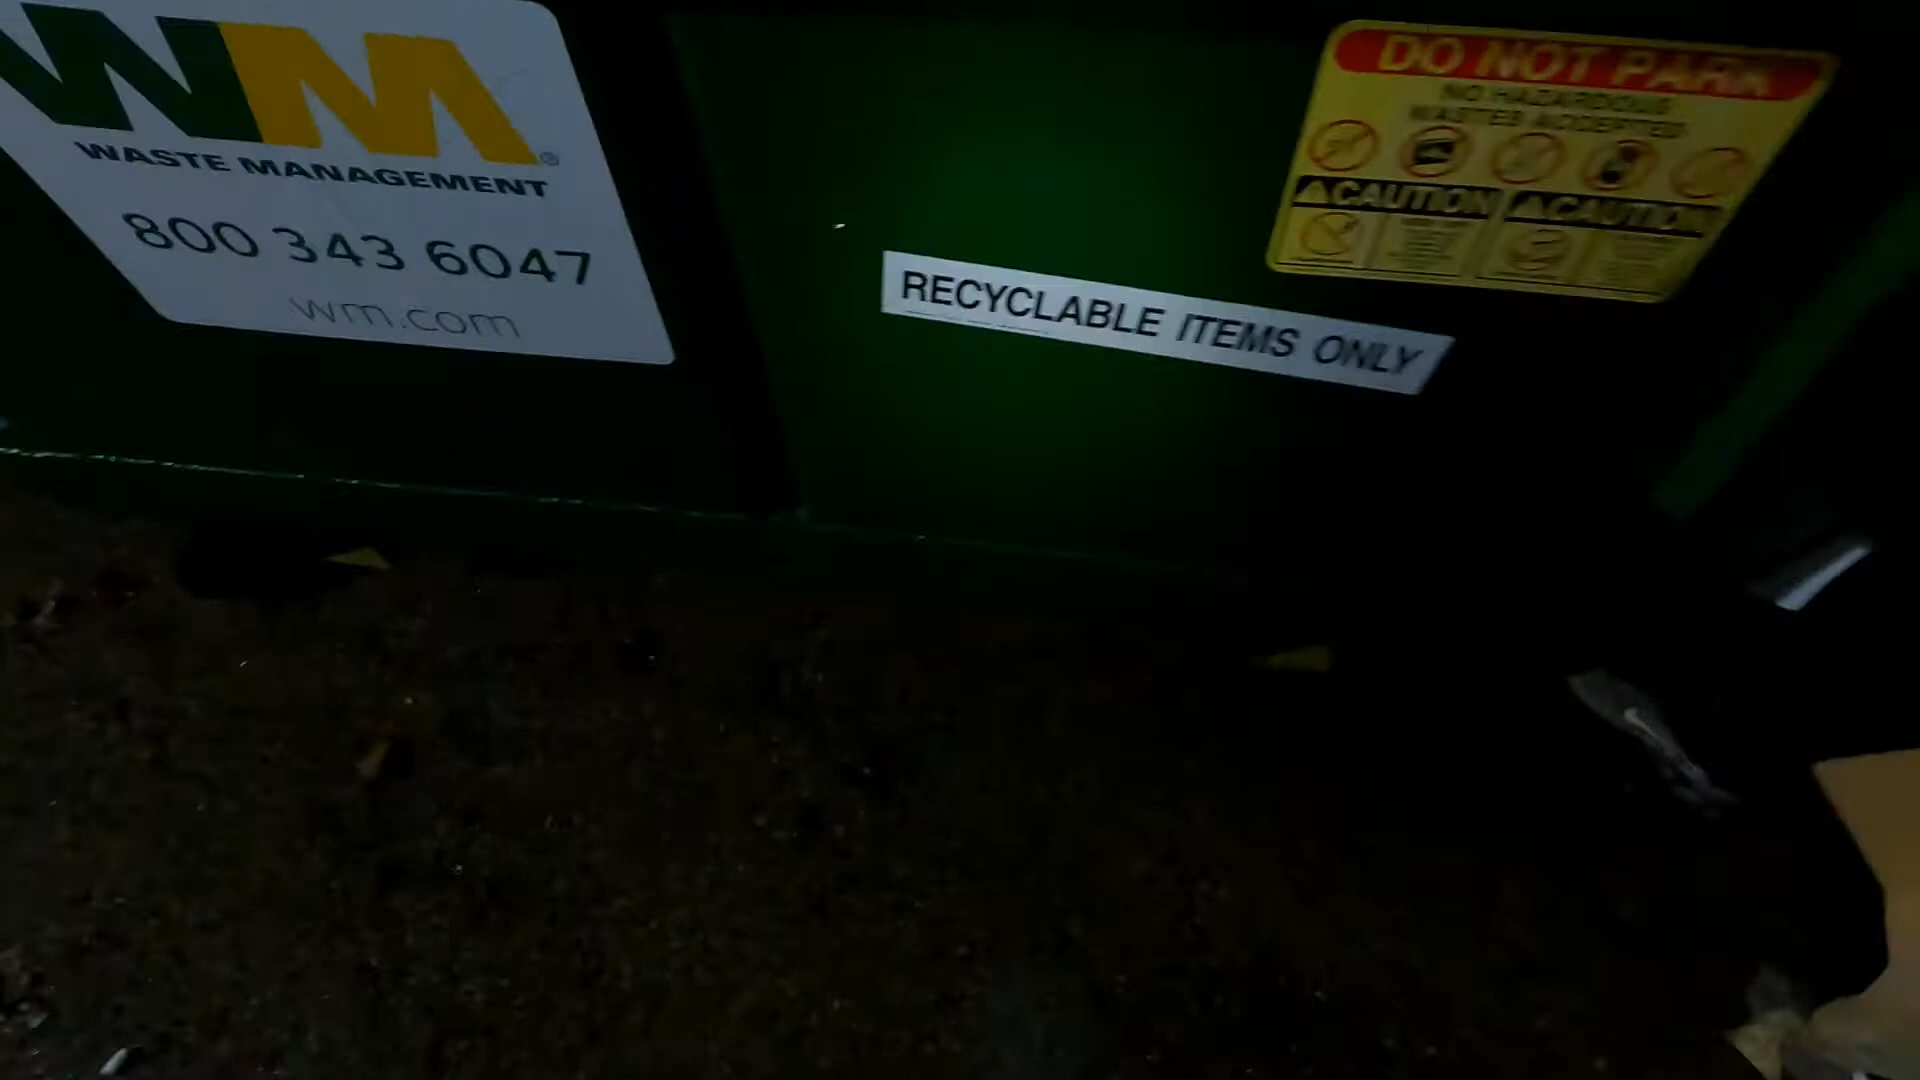 WM
WASTE MANAGEMENT
800 343 6047
wm.com
RECYCLABLE ITEMS ONLY
DO NOT PARK
NO HAZARDOUS
WASTES ACCEPTED
CAUTION CAUTION